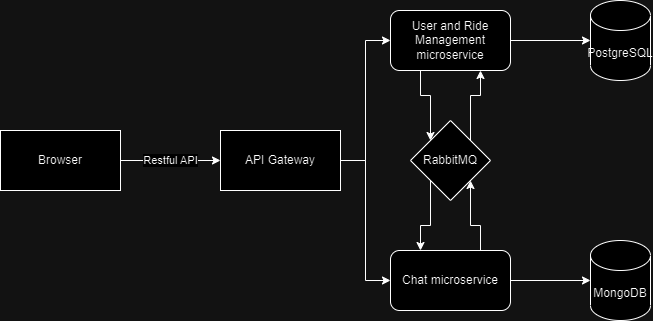 User and Ride
Management
microservice
PostgreSQL
Browser
Restful API
API Gateway
RabbitMQ
Chat microservice
MongoDB